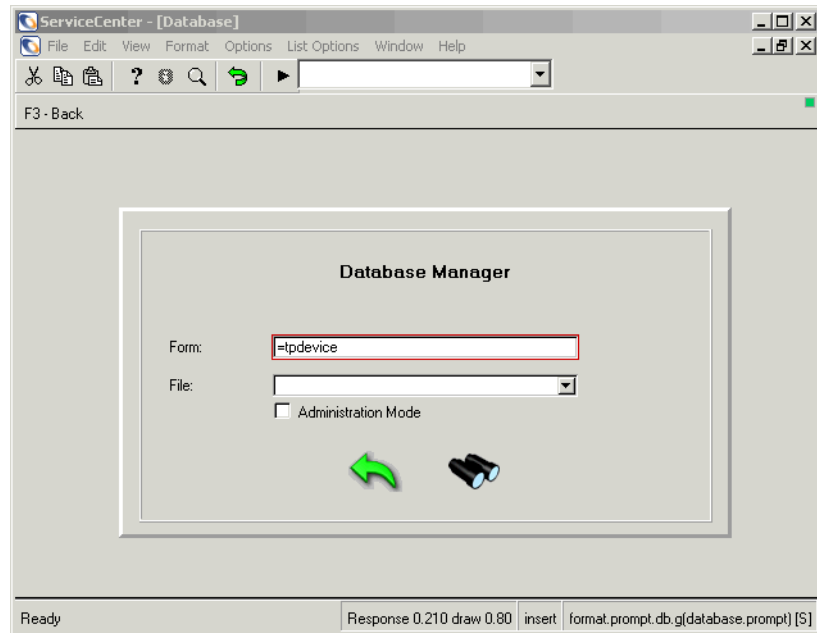 ServiceCenter - [Database]
File Edit View Format Options List Options Window Help
?
F3 - Back
Database Manager
Form: =tpdevice
File:
Administration Mode
Ready Response 0.210 draw 0.80 insert format.prompt.db.g(database.prompt) [S]